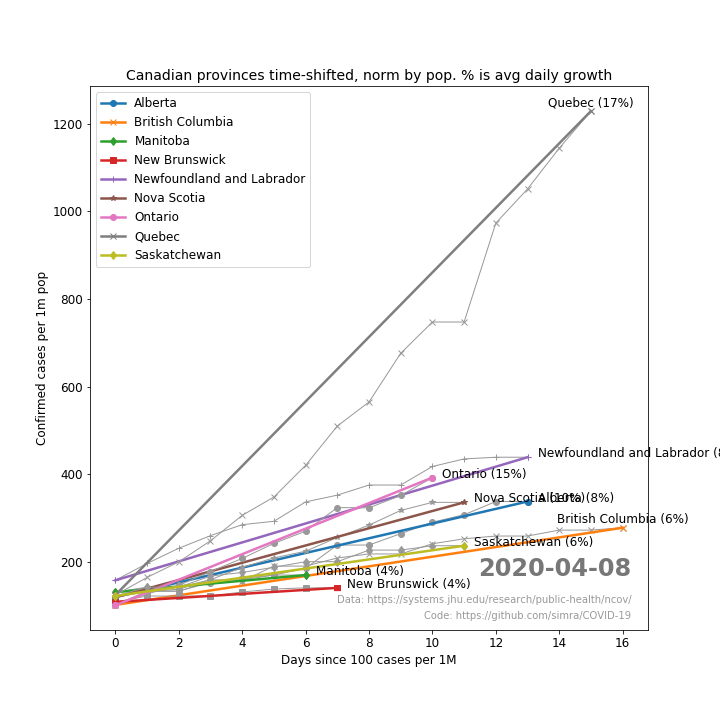 Canadian provinces time-shifted, norm by pop. % is avg daily growth
Alberta
British Columbia
Manitoba
New Brunswick
Newfoundland and Labrador
Nova Scotia
Ontario
Quebec
Saskatchewan
Quebec (17%)
Newfoundland and Labrador (8
Ontario (15%)
Nova Scotia (10%)
Alberta (8%)
British Columbia (6%)
Saskatchewan (6%)
Manitoba (4%)
New Brunswick (4%)
2020-04-08
Data: https://systems.jhu.edu/research/public-health/ncov/
Code: https://github.com/simra/COVID-19
Confirmed cases per 1m pop
1200
1000
800
600
400
200
0 2 4 6 8 10 12 14 16
Days since 100 cases per 1M